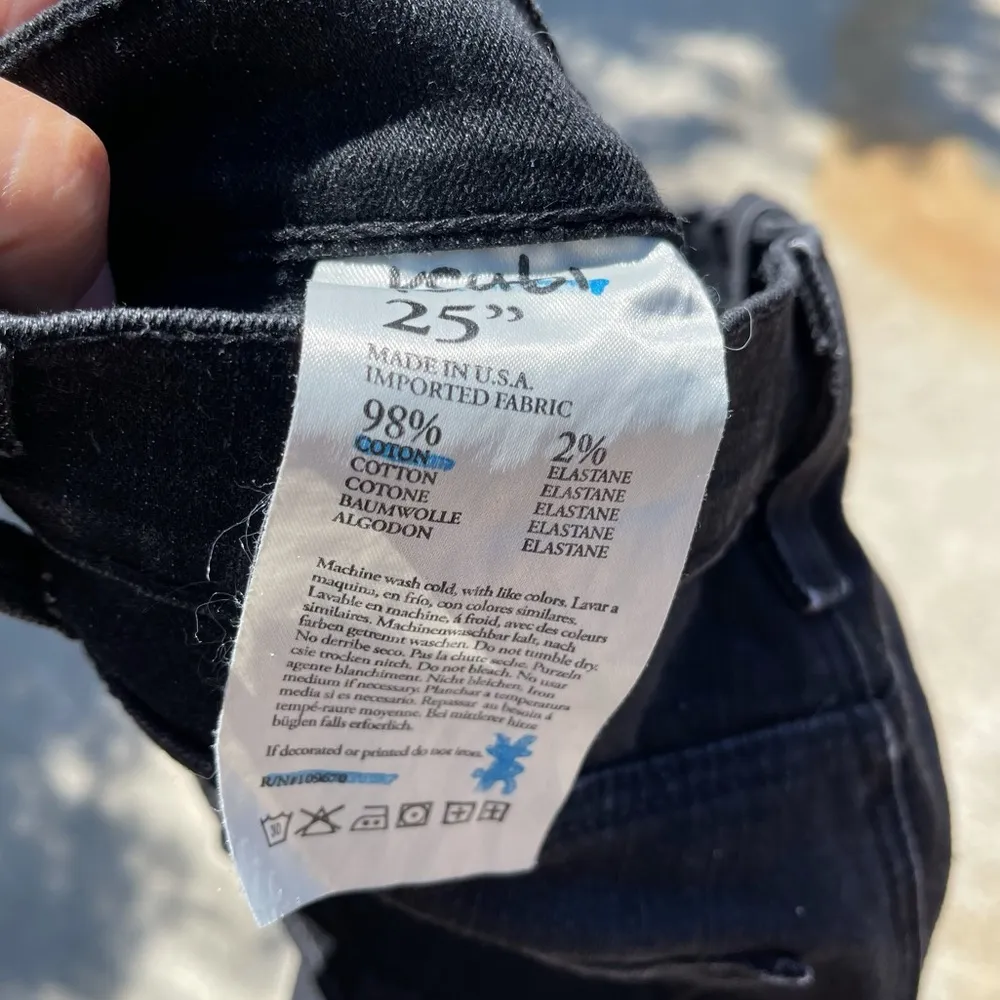 25”
MADE IN U.S.A.
IMPORTED FABRIC
98%
COTON
COTTON
COTONE
BAUMWOLLE
ALGODON
2%
ELASTANE
ELASTANE
ELASTANE
ELASTANE
ELASTANE
Machine wash cold, with like colors. Lavar a
maquina, en frío, con colores similares.
Lavable en machine, á froid, avec des coleurs
similaires. Machinenwaschbar kalt, nach
farben getrennt waschen. Do not tumble dry.
No derribe seco. Pas la chute seche. Purzeln
csie trocken nitch. Do not bleach. No usar
agente blanchiment. Nicht bleichen. Iron
medium if necessary. Planchar a temperatura
media si es necesario. Repassar au besoin á
tempé-raure moyenne. Bei mittlerer hitze
büglen falls erfoerlich.
If decorated or printed do not iron.
30